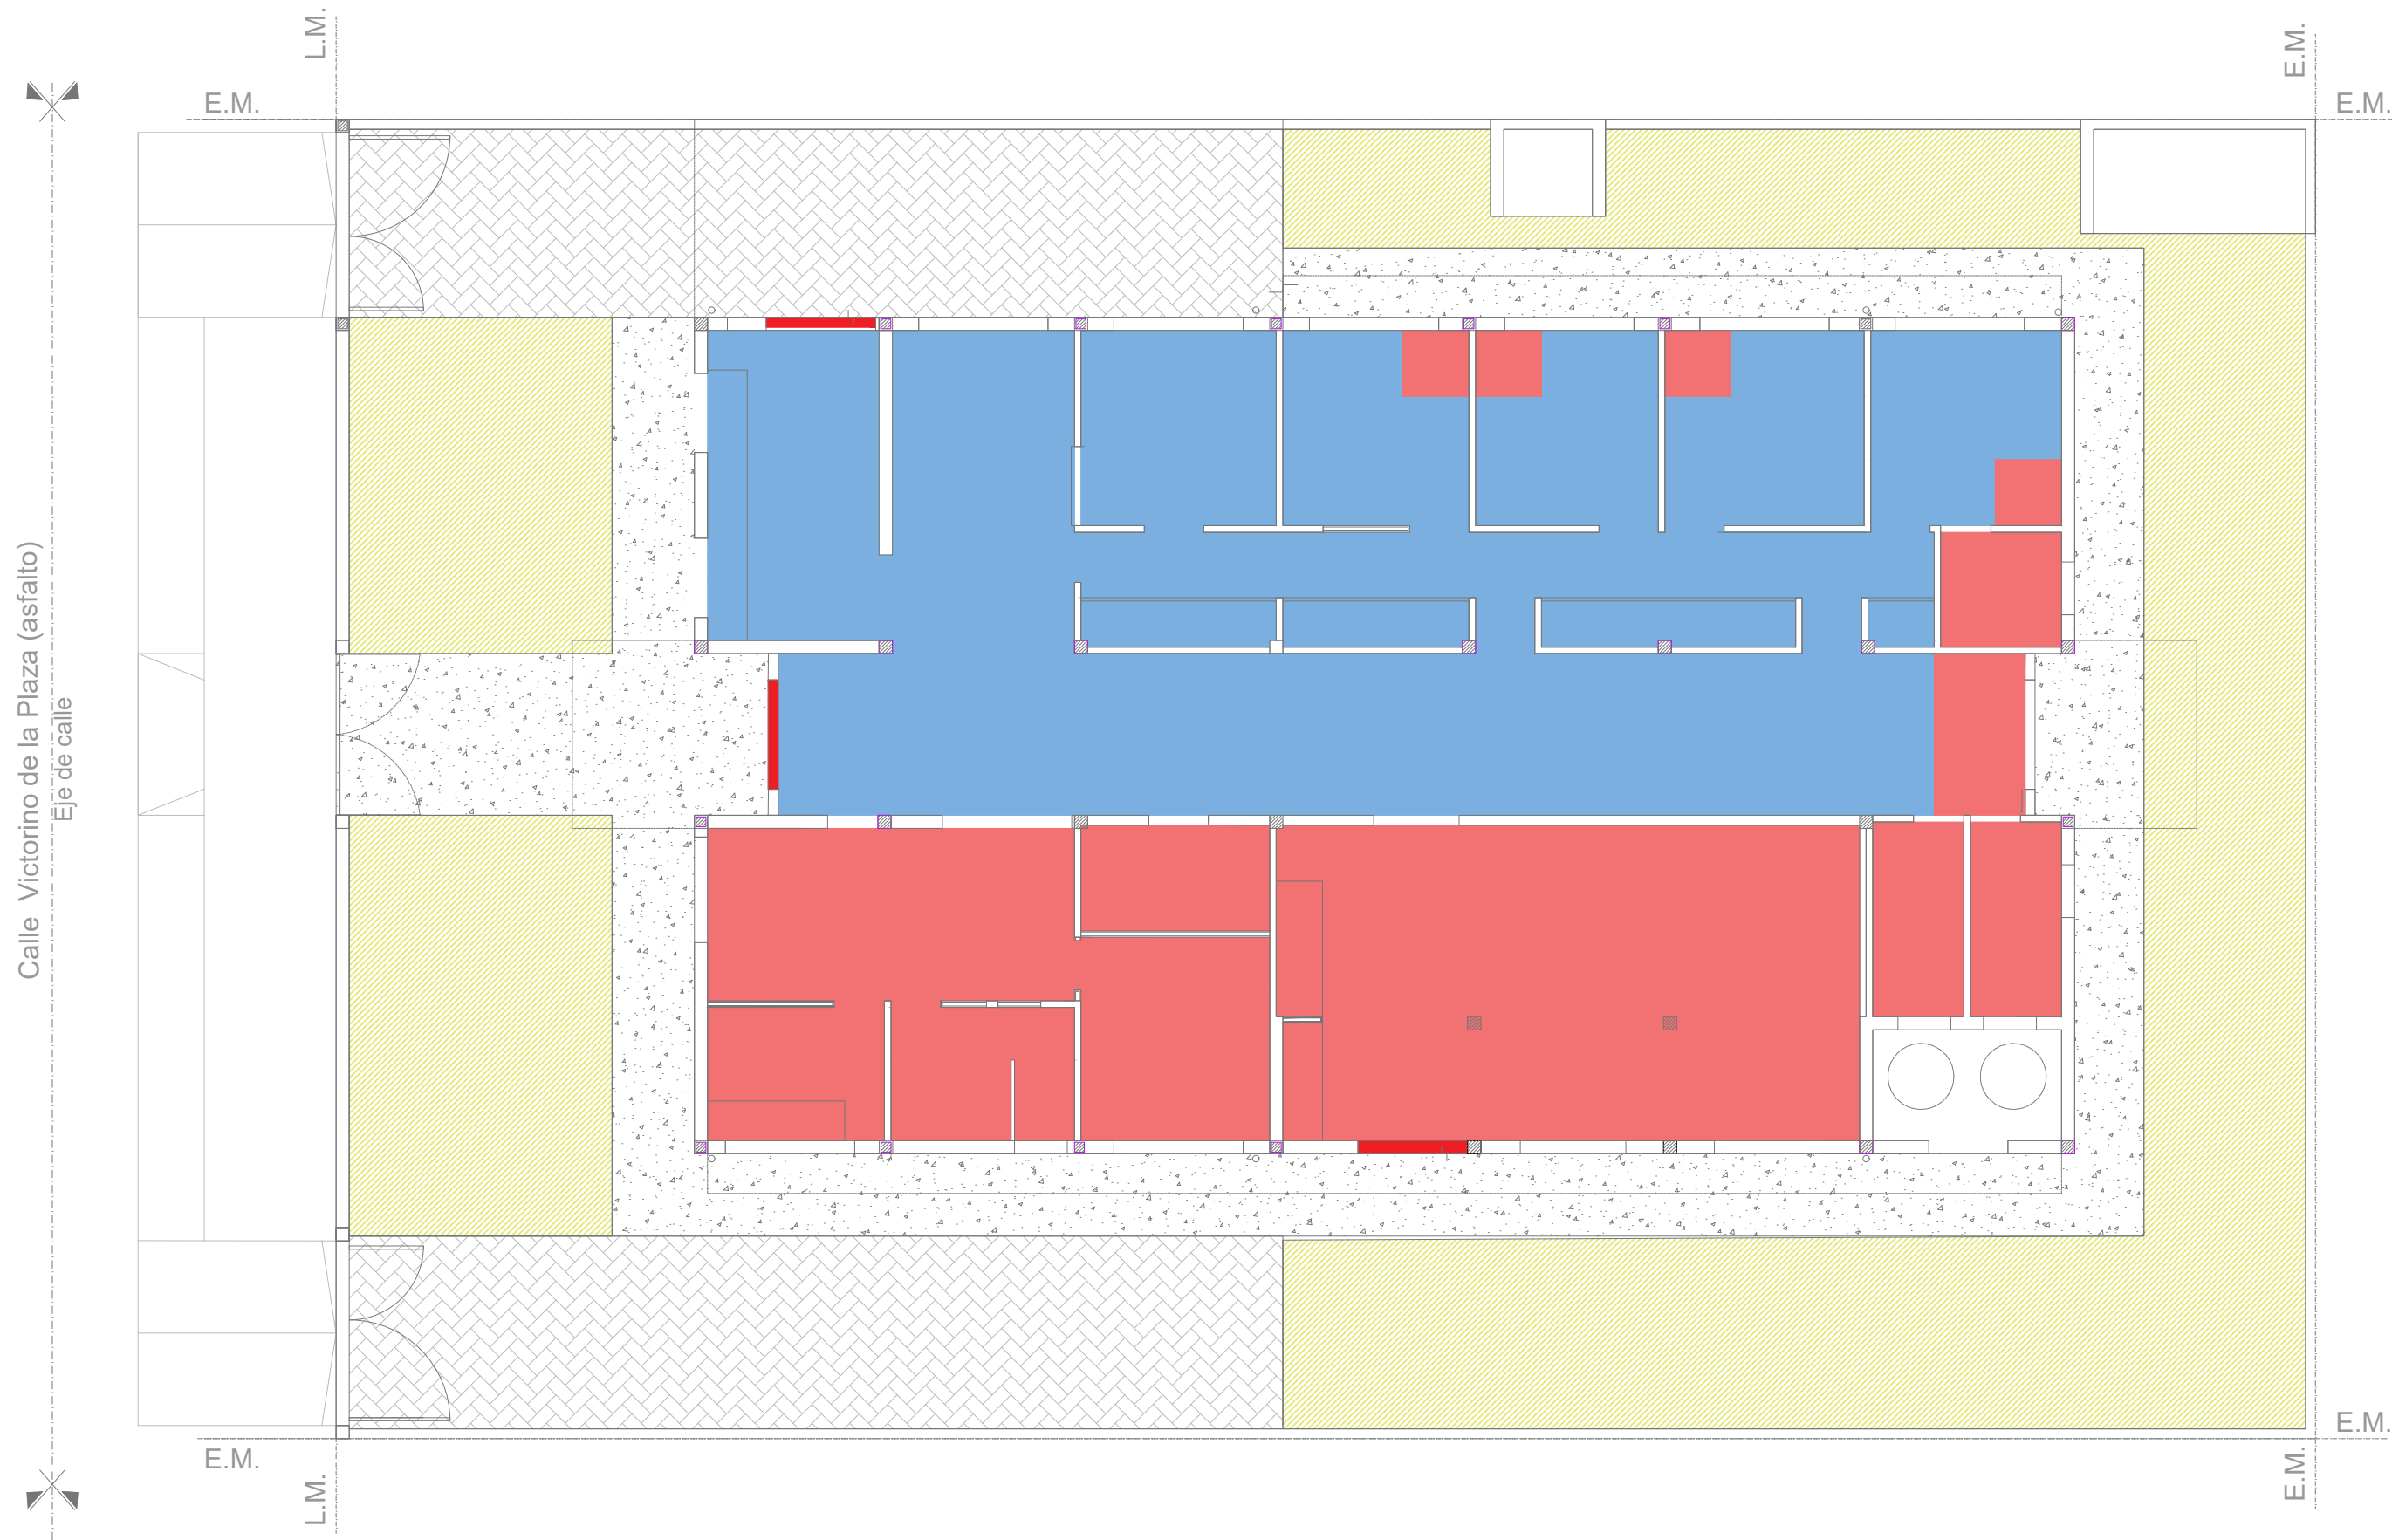 L.M.
E.M.
E.M.
E.M.
E.M.
Calle Victorino de la Plaza (asfalto)
Eje de calle
E.M.
E.M.
L.M.
E.M.